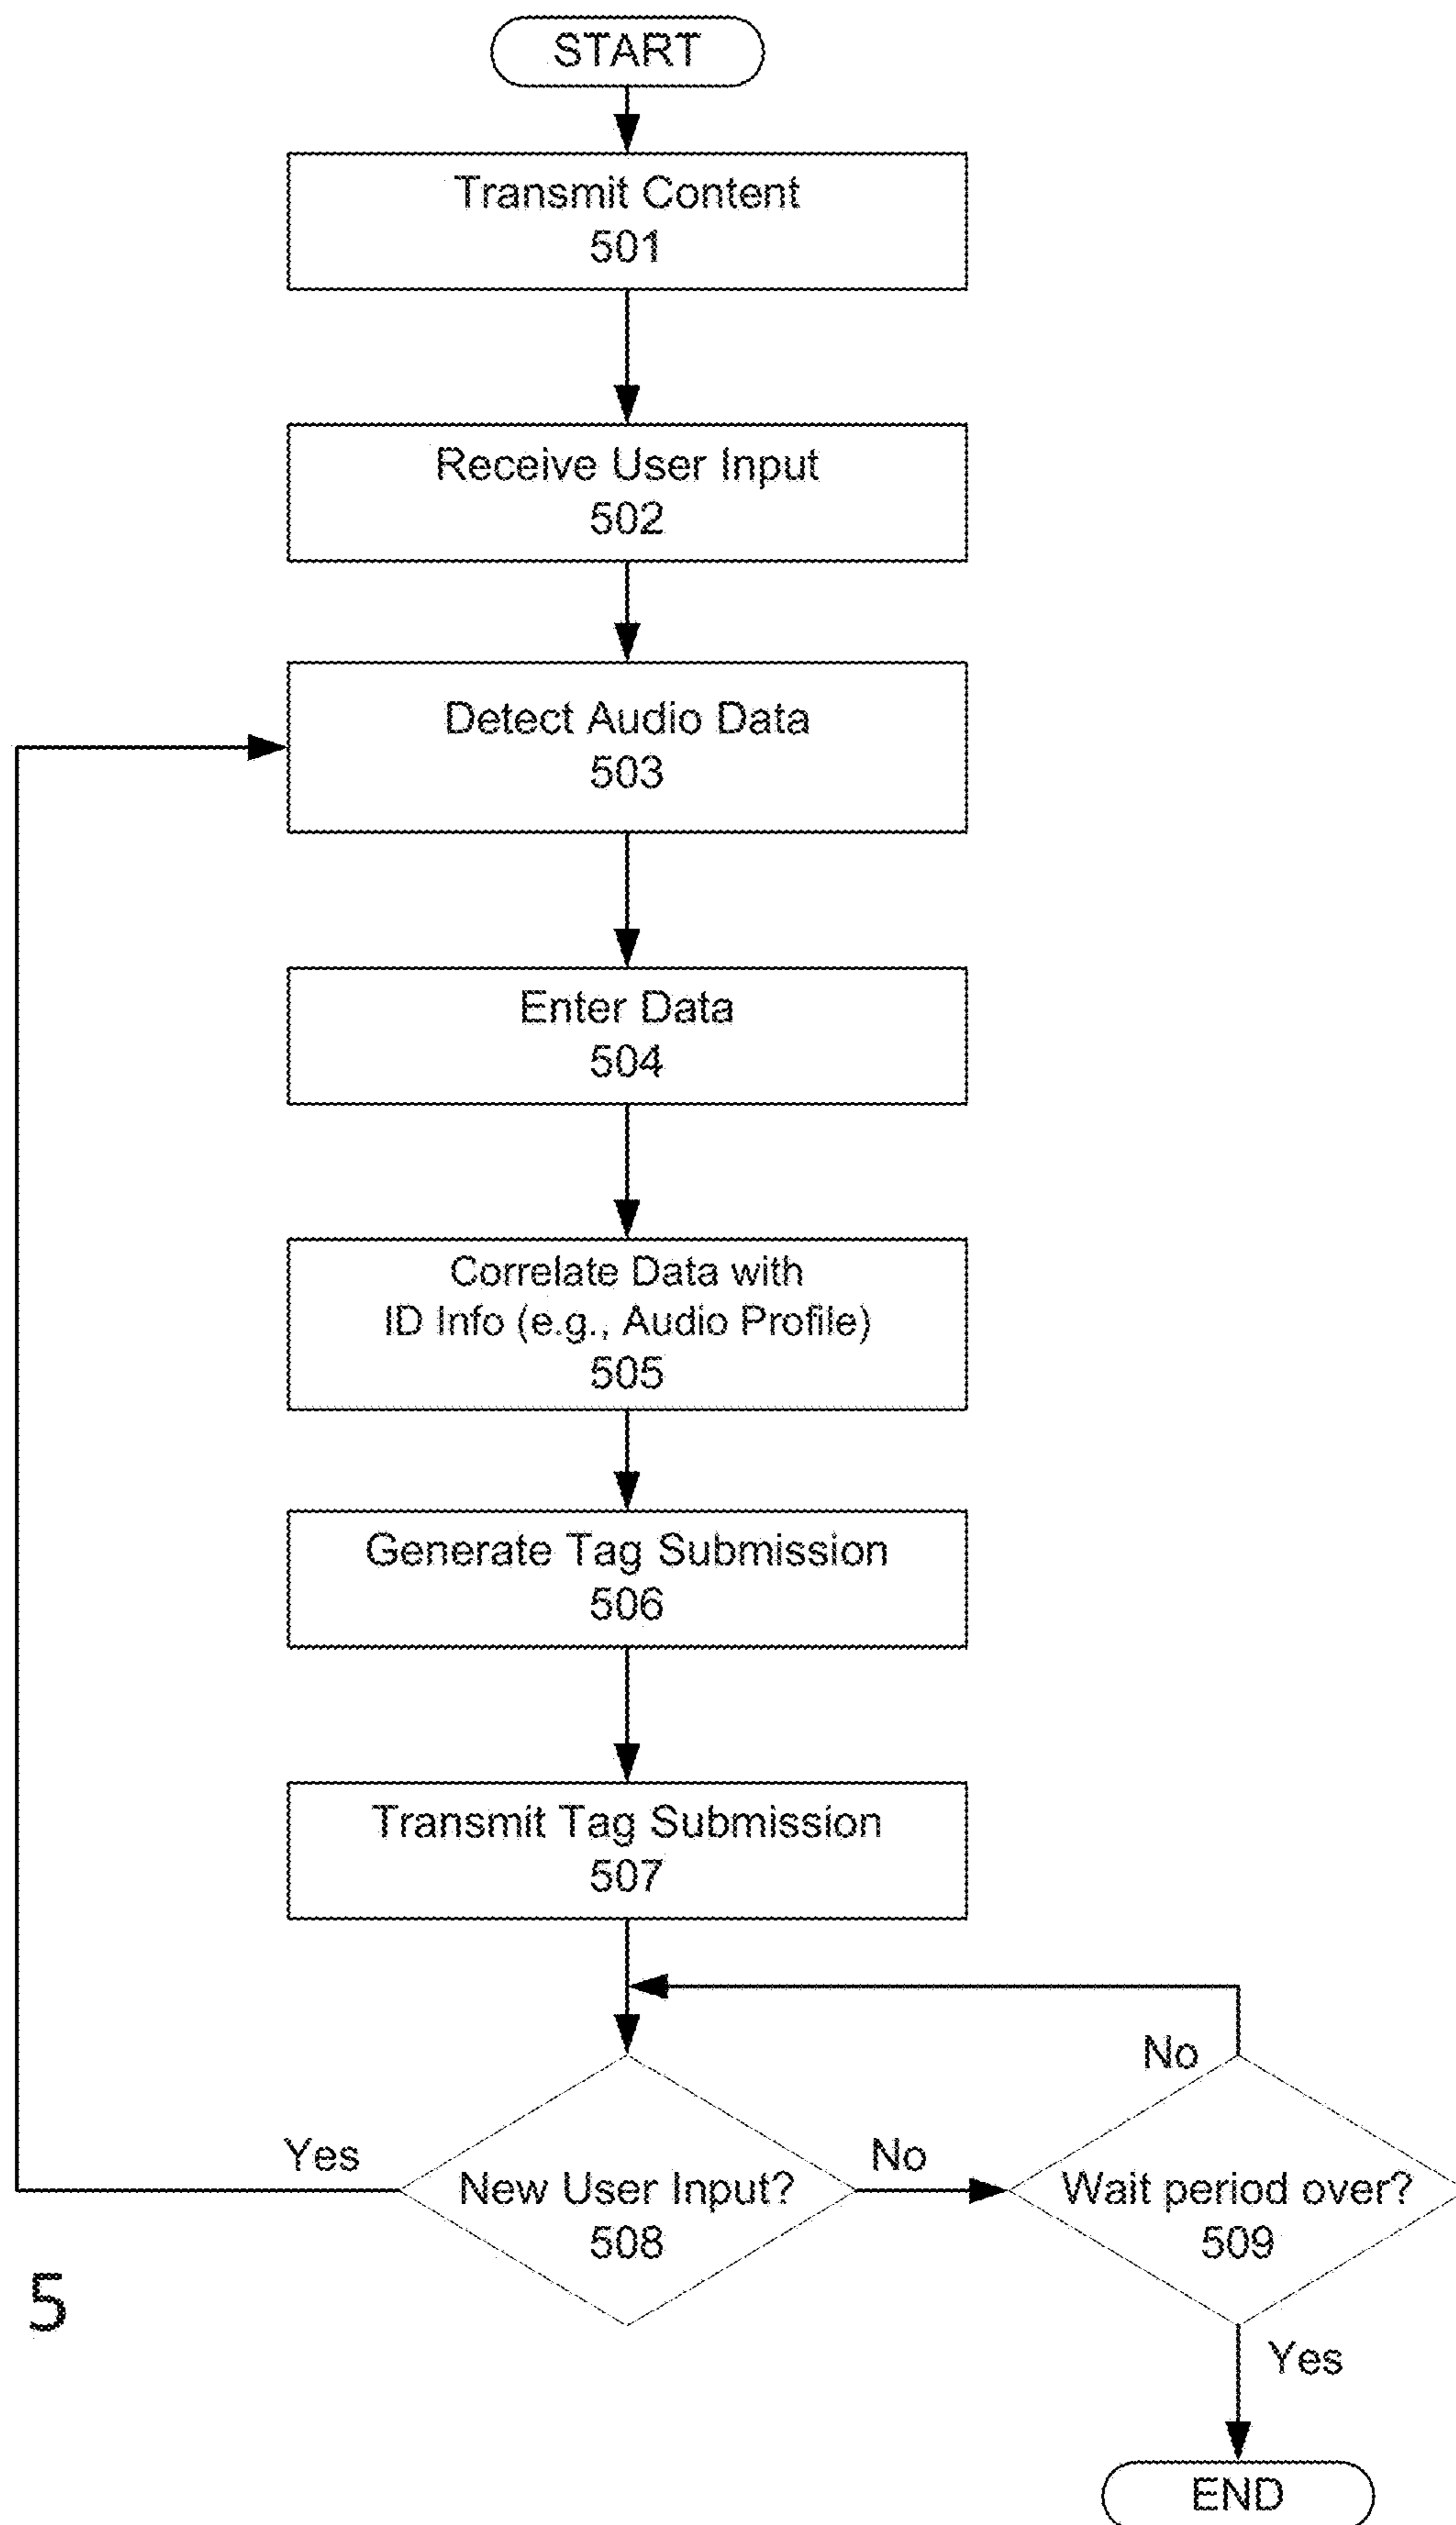 START
Transmit Content
501
Receive User Input
502
Detect Audio Data
503
Enter Data
504
Correlate Data with
ID Info (e.g., Audio Profile)
505
Generate Tag Submission
506
Transmit Tag Submission
507
No
Yes
No
New User Input?
508
Wait period over?
509
5
Yes
END